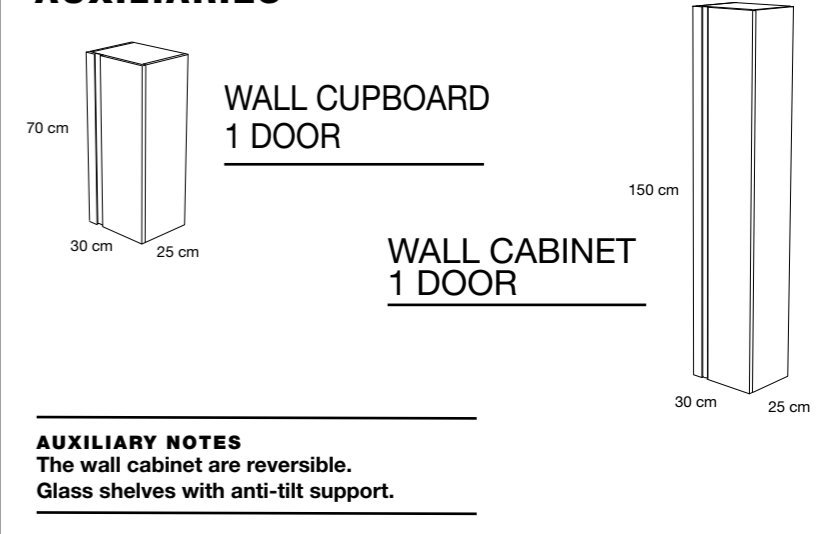 AUXILIARIES
70 cm
30 cm
25 cm
WALL CUPBOARD
1 DOOR
150 cm
30 cm
25 cm
WALL CABINET
1 DOOR
AUXILIARY NOTES
The wall cabinet are reversible.
Glass shelves with anti-tilt support.